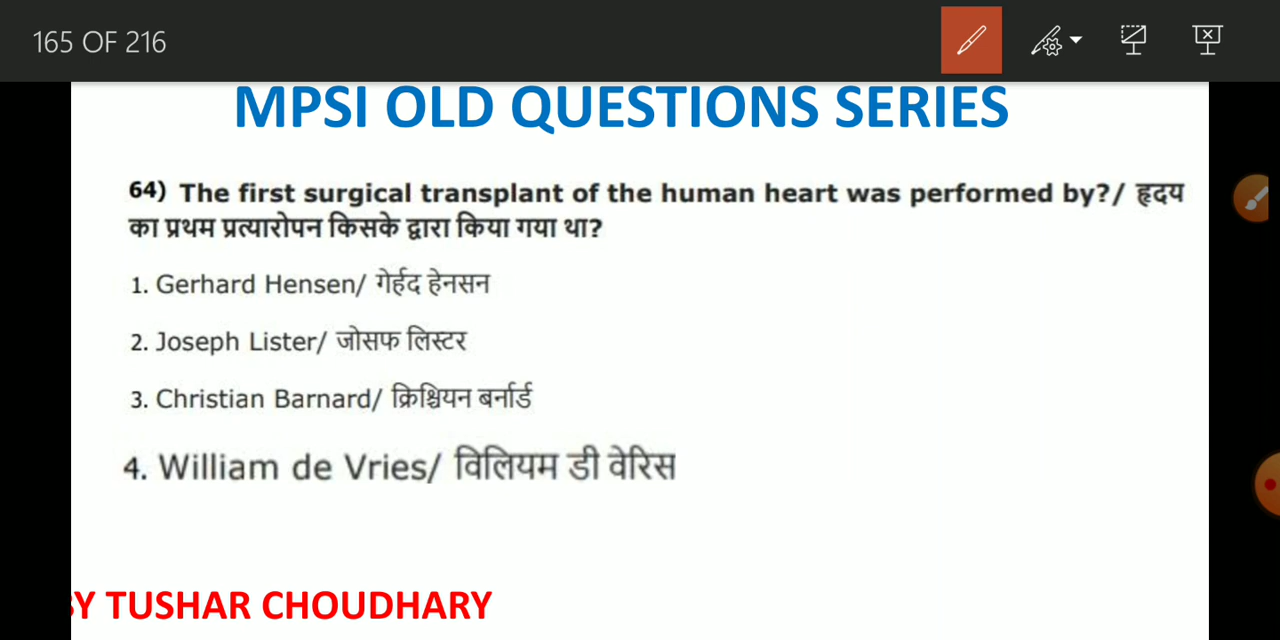 165 OF 216
MPSI OLD QUESTIONS SERIES
64) The first surgical transplant of the human heart was performed by?/ हृदय
का प्रथम प्रत्यारोपन किसके द्वारा किया गया था?
1. Gerhard Hensen/ गेर्हद हेनसन
2. Joseph Lister/ जोसफ लिस्टर
3. Christian Barnard/ क्रिश्चियन बर्नार्ड
4. William de Vries/ विलियम डी वेरिस
BY TUSHAR CHOUDHARY